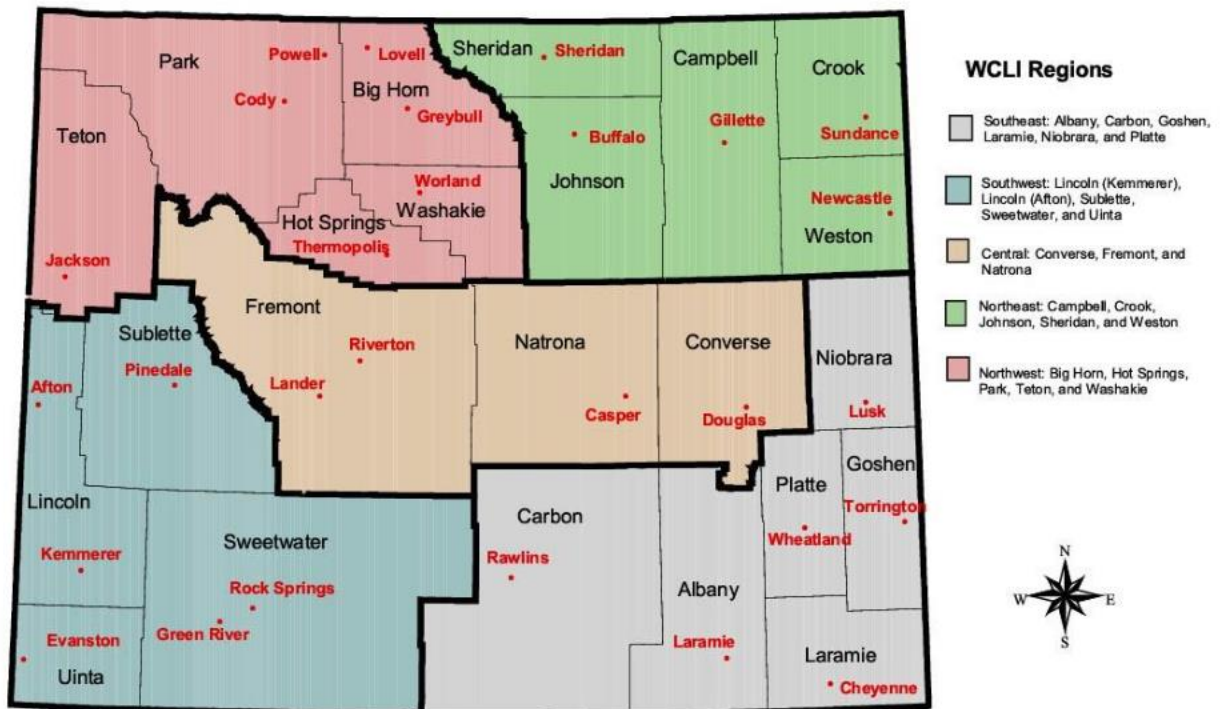 Park
Powell
Lovell
Sheridan
Sheridan
Campbell
Crook
Cody
Big Horn
Greybull
Teton
Buffalo
Gillette
Sundance
Johnson
Worland
Washakie
Newcastle
Weston
Hot Springs
Thermopolis
Jackson
Fremont
Sublette
Natrona
Converse
Niobrara
Riverton
Pinedale
Afton
Lander
Casper
Douglas
Lusk
Goshen
Platte
Lincoln
Carbon
Torrington
Sweetwater
Wheatland
Kemmerer
Rawlins
Rock Springs
Albany
Green River
Evanston
Laramie
Laramie
Uinta
Cheyenne
WCLI Regions
Southeast: Albany, Carbon, Goshen,
Laramie, Niobrara, and Platte
Southwest: Lincoln (Kemmerer),
Lincoln (Afton), Sublette,
Sweetwater, and Uinta
Central: Converse, Fremont, and
Natrona
Northeast: Campbell, Crook,
Johnson, Sheridan, and Weston
Northwest: Big Horn, Hot Springs,
Park, Teton, and Washakie
N
W E
S